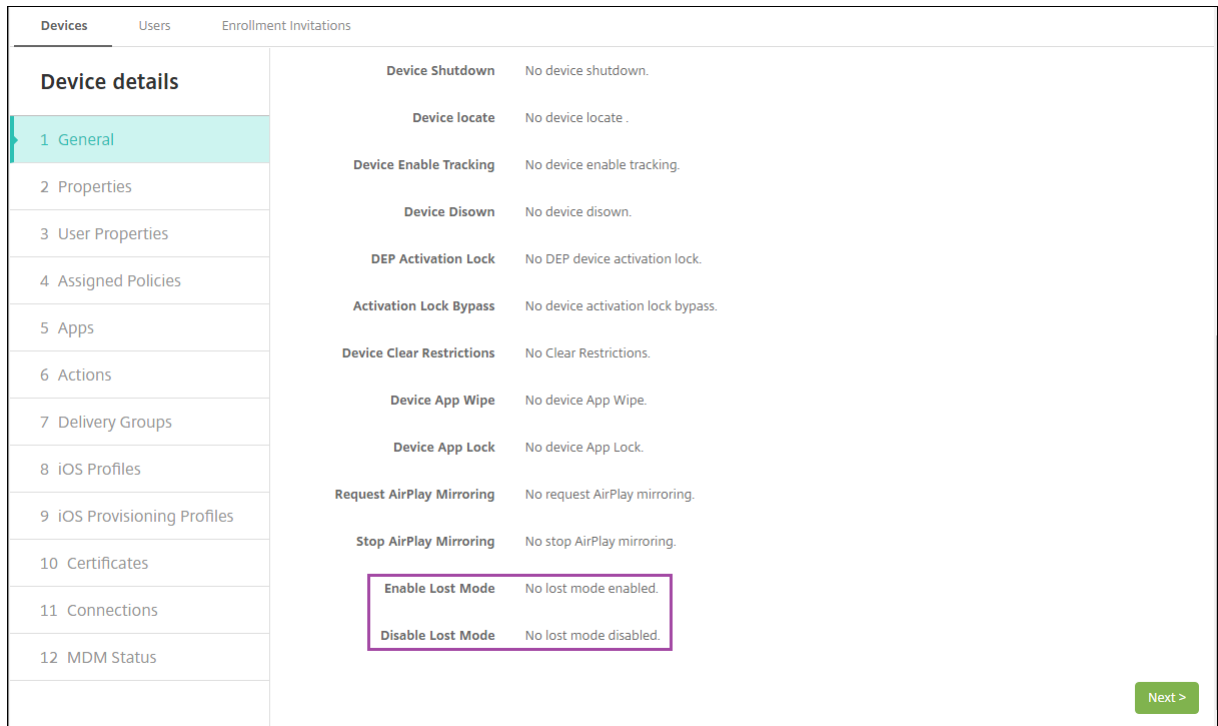 Devices Users Enrollment Invitations
Device details
1 General
2 Properties
3 User Properties
4 Assigned Policies
5 Apps
6 Actions
7 Delivery Groups
8 iOS Profiles
9 iOS Provisioning Profiles
10 Certificates
11 Connections
12 MDM Status
Device Shutdown No device shutdown.
Device locate No device locate .
Device Enable Tracking No device enable tracking.
Device Disown No device disown.
DEP Activation Lock No DEP device activation lock.
Activation Lock Bypass No device activation lock bypass.
Device Clear Restrictions No Clear Restrictions.
Device App Wipe No device App Wipe.
Device App Lock No device App Lock.
Request AirPlay Mirroring No request AirPlay mirroring.
Stop AirPlay Mirroring No stop AirPlay mirroring.
Enable Lost Mode No lost mode enabled.
Disable Lost Mode No lost mode disabled.
Next >